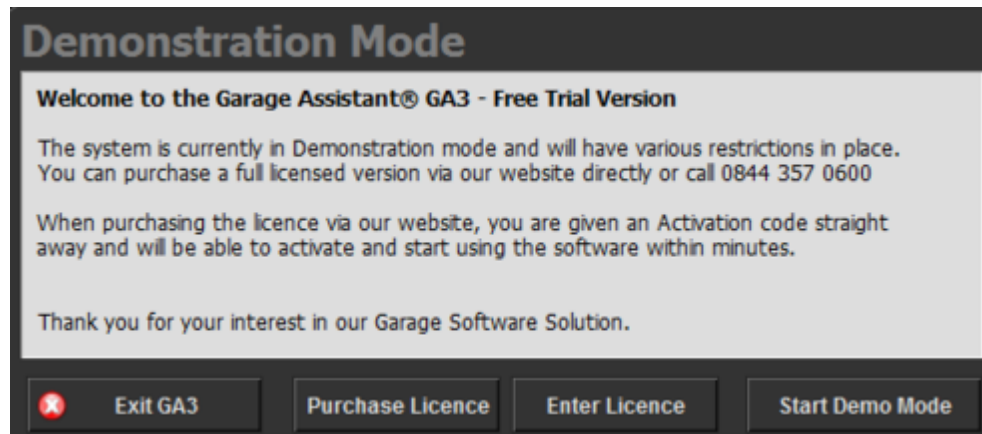 Demonstration Mode
Welcome to the Garage Assistant® GA3 - Free Trial Version
The system is currently in Demonstration mode and will have various restrictions in place.
You can purchase a full licensed version via our website directly or call 0844 357 0600
When purchasing the licence via our website, you are given an Activation code straight
away and will be able to activate and start using the software within minutes.
Thank you for your interest in our Garage Software Solution.
Exit GA3 Purchase Licence Enter Licence Start Demo Mode